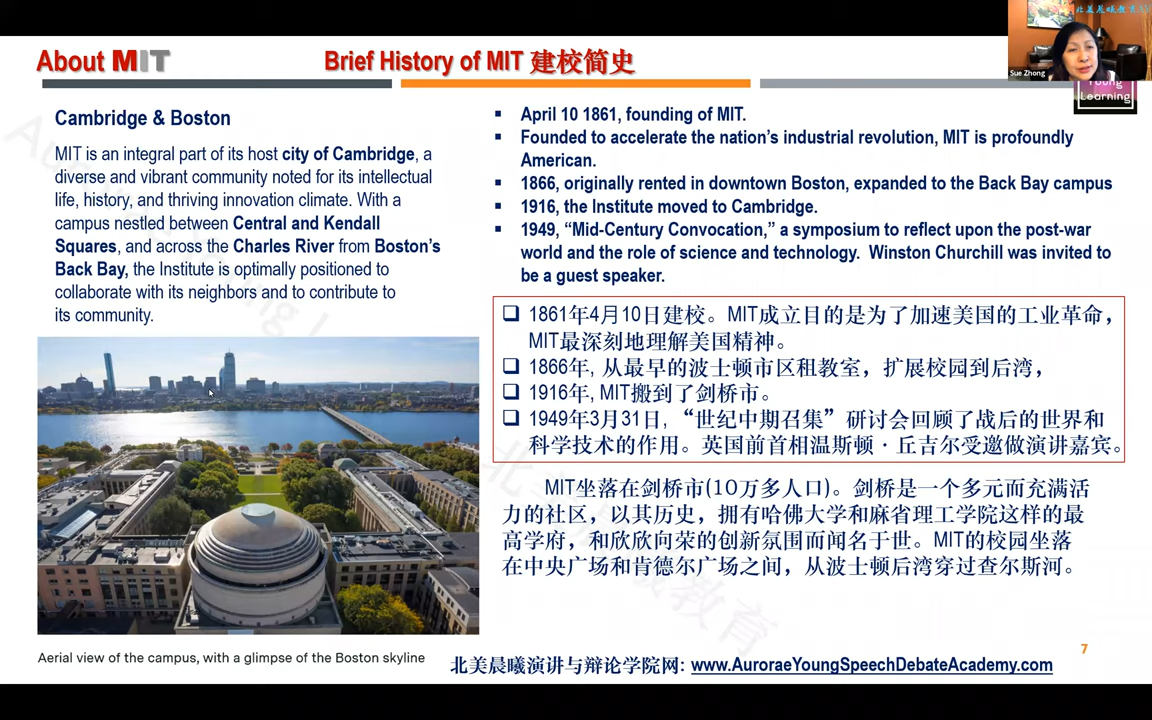 About MIT
Brief History of MIT 建校简史
Sue Zhong
Young
Learning
Cambridge & Boston
MIT is an integral part of its host city of Cambridge, a
diverse and vibrant community noted for its intellectual
life, history, and thriving innovation climate. With a
campus nestled between Central and Kendall
Squares, and across the Charles River from Boston's
Back Bay, the Institute is optimally positioned to
collaborate with its neighbors and to contribute to
its community.
▪ April 10 1861, founding of MIT.
▪ Founded to accelerate the nation's industrial revolution, MIT is profoundly
American.
▪ 1866, originally rented in downtown Boston, expanded to the Back Bay campus
▪ 1916, the Institute moved to Cambridge.
▪ 1949, “Mid-Century Convocation,” a symposium to reflect upon the post-war
world and the role of science and technology. Winston Churchill was invited to
be a guest speaker.
❑ 1861年4月10日建校。MIT成立目的是为了加速美国的工业革命，
MIT最深刻地理解美国精神。
❑ 1866年, 从最早的波士顿市区租教室，扩展校园到后湾，
❑ 1916年, MIT搬到了剑桥市。
❑ 1949年3月31日, “世纪中期召集” 研讨会回顾了战后的世界和
科学技术的作用。英国前首相温斯顿·丘吉尔受邀做演讲嘉宾。
MIT坐落在剑桥市(10万多人口)。剑桥是一个多元而充满活
力的社区，以其历史，拥有哈佛大学和麻省理工学院这样的最
高学府，和欣欣向荣的创新氛围而闻名于世。MIT的校园坐落
在中央广场和肯德尔广场之间，从波士顿后湾穿过查尔斯河。
Aerial view of the campus, with a glimpse of the Boston skyline
7
北美晨曦演讲与辩论学院网: www.AuroraeYoungSpeechDebateAcademy.com